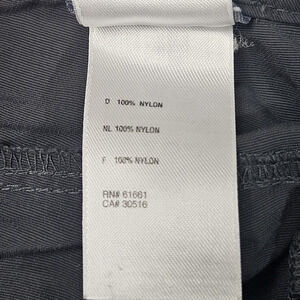 D 100% NYLON
NL 100% NYLON
F 100% NYLON
RN# 61661
CA# 30516